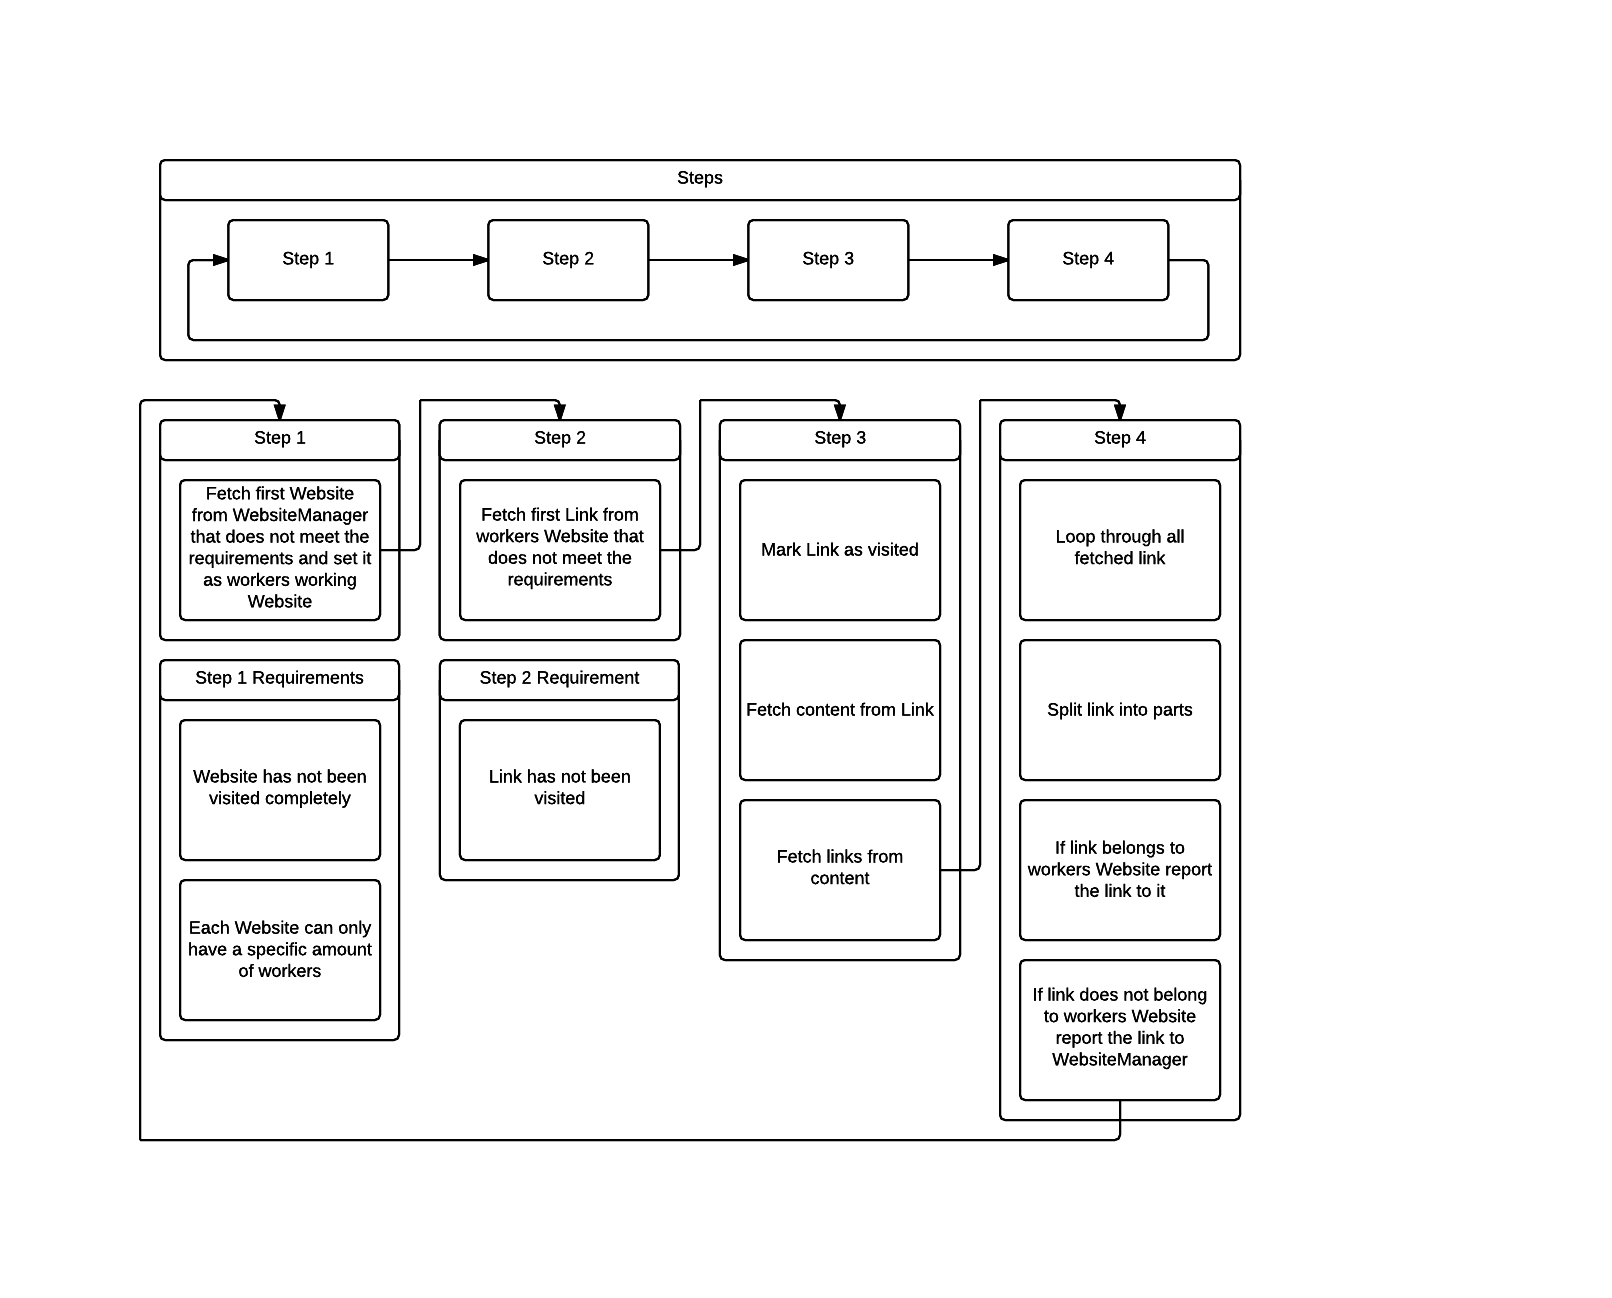 Steps
Step 1
Step 2
Step 3
Step 4
Step 1
Fetch first Website
from WebsiteManager
that does not meet the
requirements and set it
as workers working
Website
Step 1 Requirements
Website has not been
visited completely
Each Website can only
have a specific amount
of workers
Step 2
Fetch first Link from
workers Website that
does not meet the
requirements
Step 2 Requirement
Link has not been
visited
Step 3
Mark Link as visited
Fetch content from Link
Fetch links from
content
Step 4
Loop through all
fetched link
Split link into parts
If link belongs to
workers Website report
the link to it
If link does not belong
to workers Website
report the link to
WebsiteManager